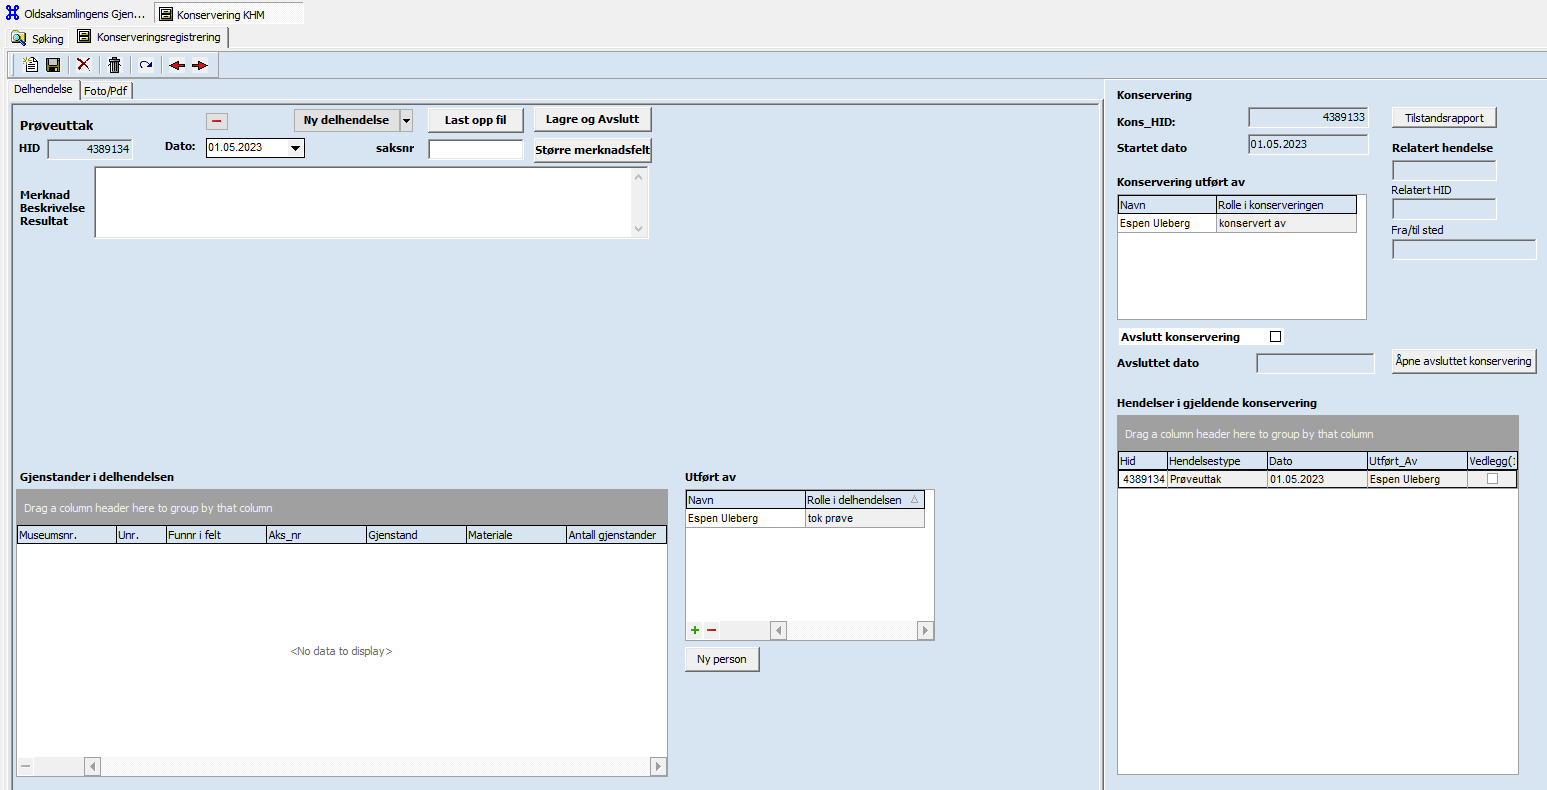 Oldsaksamlingens Gjen... Konservering KHM
Søking Konserveringsregistrering
Delhendelse Foto/Pdf
Prøveuttak Ny delhendelse Last opp fil Lagre og Avslutt
HID 4389134 Dato: 01.05.2023 saksnr Større merknadsfelt
Merknad
Beskrivelse
Resultat
Gjenstander i delhendelsen
Drag a column header here to group by that column
Museumsnr. Unr. Funnr i felt Aks_nr Gjenstand Materiale Antall gjenstander
<No data to display>
Utført av
Navn Rolle i delhendelsen
Espen Uleberg tok prøve
Ny person
Konservering
Kons_HID: 4389133 Tilstandsrapport
Startet dato 01.05.2023 Relatert hendelse
Konservering utført av
Relatert HID
Navn Rolle i konserveringen
Espen Uleberg konservert av
Fra/til sted
Avslutt konservering
Avsluttet dato Åpne avsluttet konservering
Hendelser i gjeldende konservering
Drag a column header here to group by that column
Hid Hendelsestype Dato Utført_Av Vedlegg(
4389134 Prøveuttak 01.05.2023 Espen Uleberg